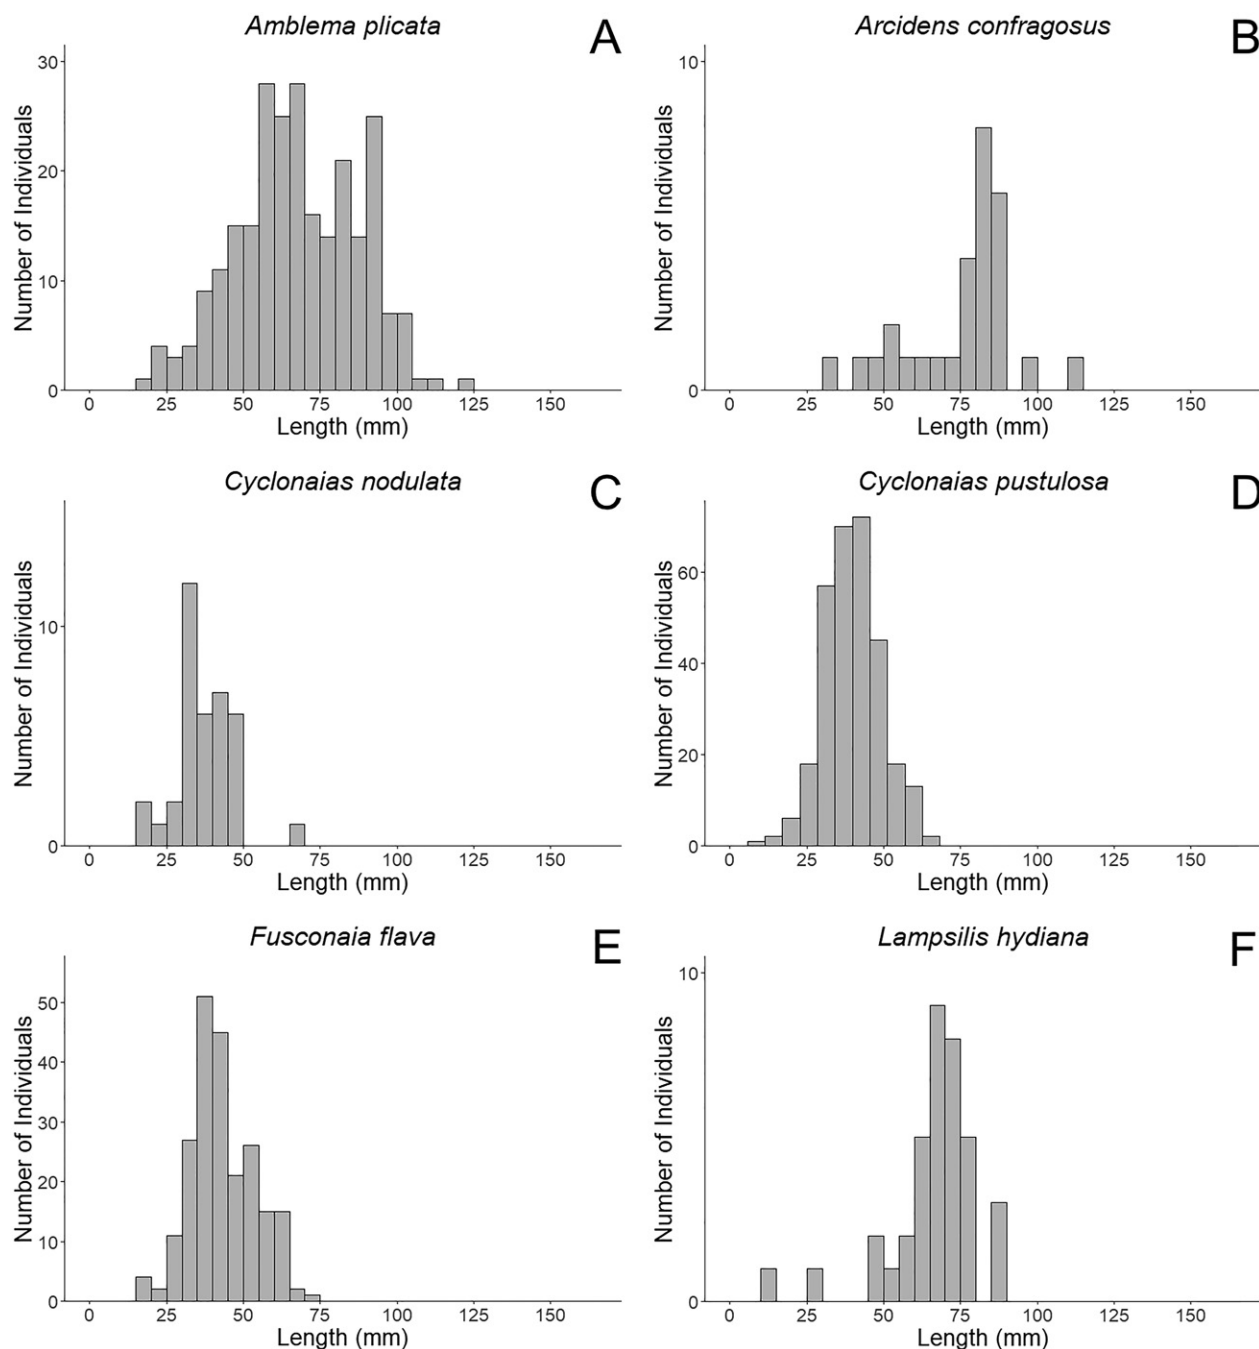 Amblema plicata
A
30
20
10
0
Number of Individuals
0 25 50 75 100 125 150
Length (mm)
Arcidens confragosus
B
10
0
Number of Individuals
0 25 50 75 100 125 150
Length (mm)
Cyclonaias nodulata
C
10
0
Number of Individuals
0 25 50 75 100 125 150
Length (mm)
Cyclonaias pustulosa
D
60
40
20
0
Number of Individuals
0 25 50 75 100 125 150
Length (mm)
Fusconaia flava
E
50
40
30
20
10
0
Number of Individuals
0 25 50 75 100 125 150
Length (mm)
Lampsilis hydiana
F
10
0
Number of Individuals
0 25 50 75 100 125 150
Length (mm)